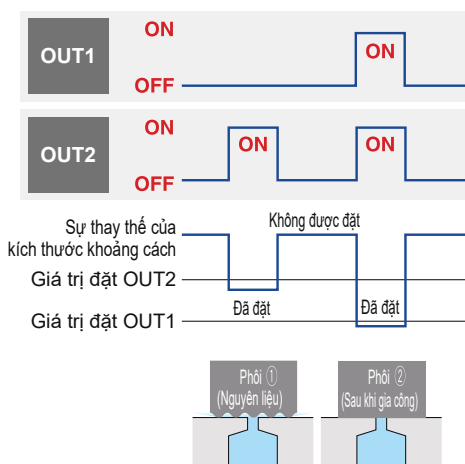 OUT1
ON
ON
OFF
OUT2
ON
ON
ON
OFF
Sự thay thế của
kích thước khoảng cách
Không được đặt
Giá trị đặt OUT2
Đã đặt
Đã đặt
Giá trị đặt OUT1
Phôi ①
(Nguyên liệu)
Phôi ②
(Sau khi gia công)